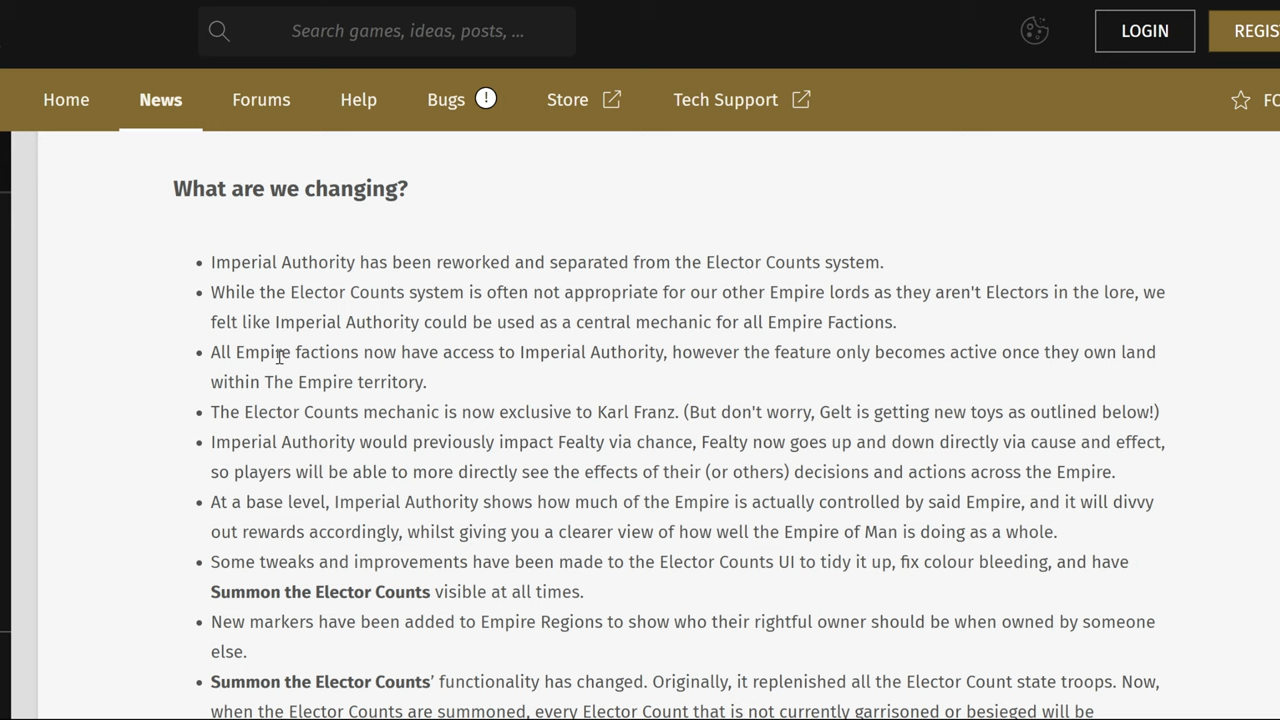 Search games, ideas, posts, ...
LOGIN
REGIS
Home
News
Forums
Help
Bugs
!
Store
Tech Support
FO
What are we changing?
• Imperial Authority has been reworked and separated from the Elector Counts system.
• While the Elector Counts system is often not appropriate for our other Empire lords as they aren't Electors in the lore, we
felt like Imperial Authority could be used as a central mechanic for all Empire Factions.
• All Empire factions now have access to Imperial Authority, however the feature only becomes active once they own land
within The Empire territory.
• The Elector Counts mechanic is now exclusive to Karl Franz. (But don't worry, Gelt is getting new toys as outlined below!)
• Imperial Authority would previously impact Fealty via chance, Fealty now goes up and down directly via cause and effect,
so players will be able to more directly see the effects of their (or others) decisions and actions across the Empire.
• At a base level, Imperial Authority shows how much of the Empire is actually controlled by said Empire, and it will divvy
out rewards accordingly, whilst giving you a clearer view of how well the Empire of Man is doing as a whole.
• Some tweaks and improvements have been made to the Elector Counts UI to tidy it up, fix colour bleeding, and have
Summon the Elector Counts visible at all times.
• New markers have been added to Empire Regions to show who their rightful owner should be when owned by someone
else.
• Summon the Elector Counts’ functionality has changed. Originally, it replenished all the Elector Count state troops. Now,
when the Elector Counts are summoned, every Elector Count that is not currently garrisoned or besieged will be